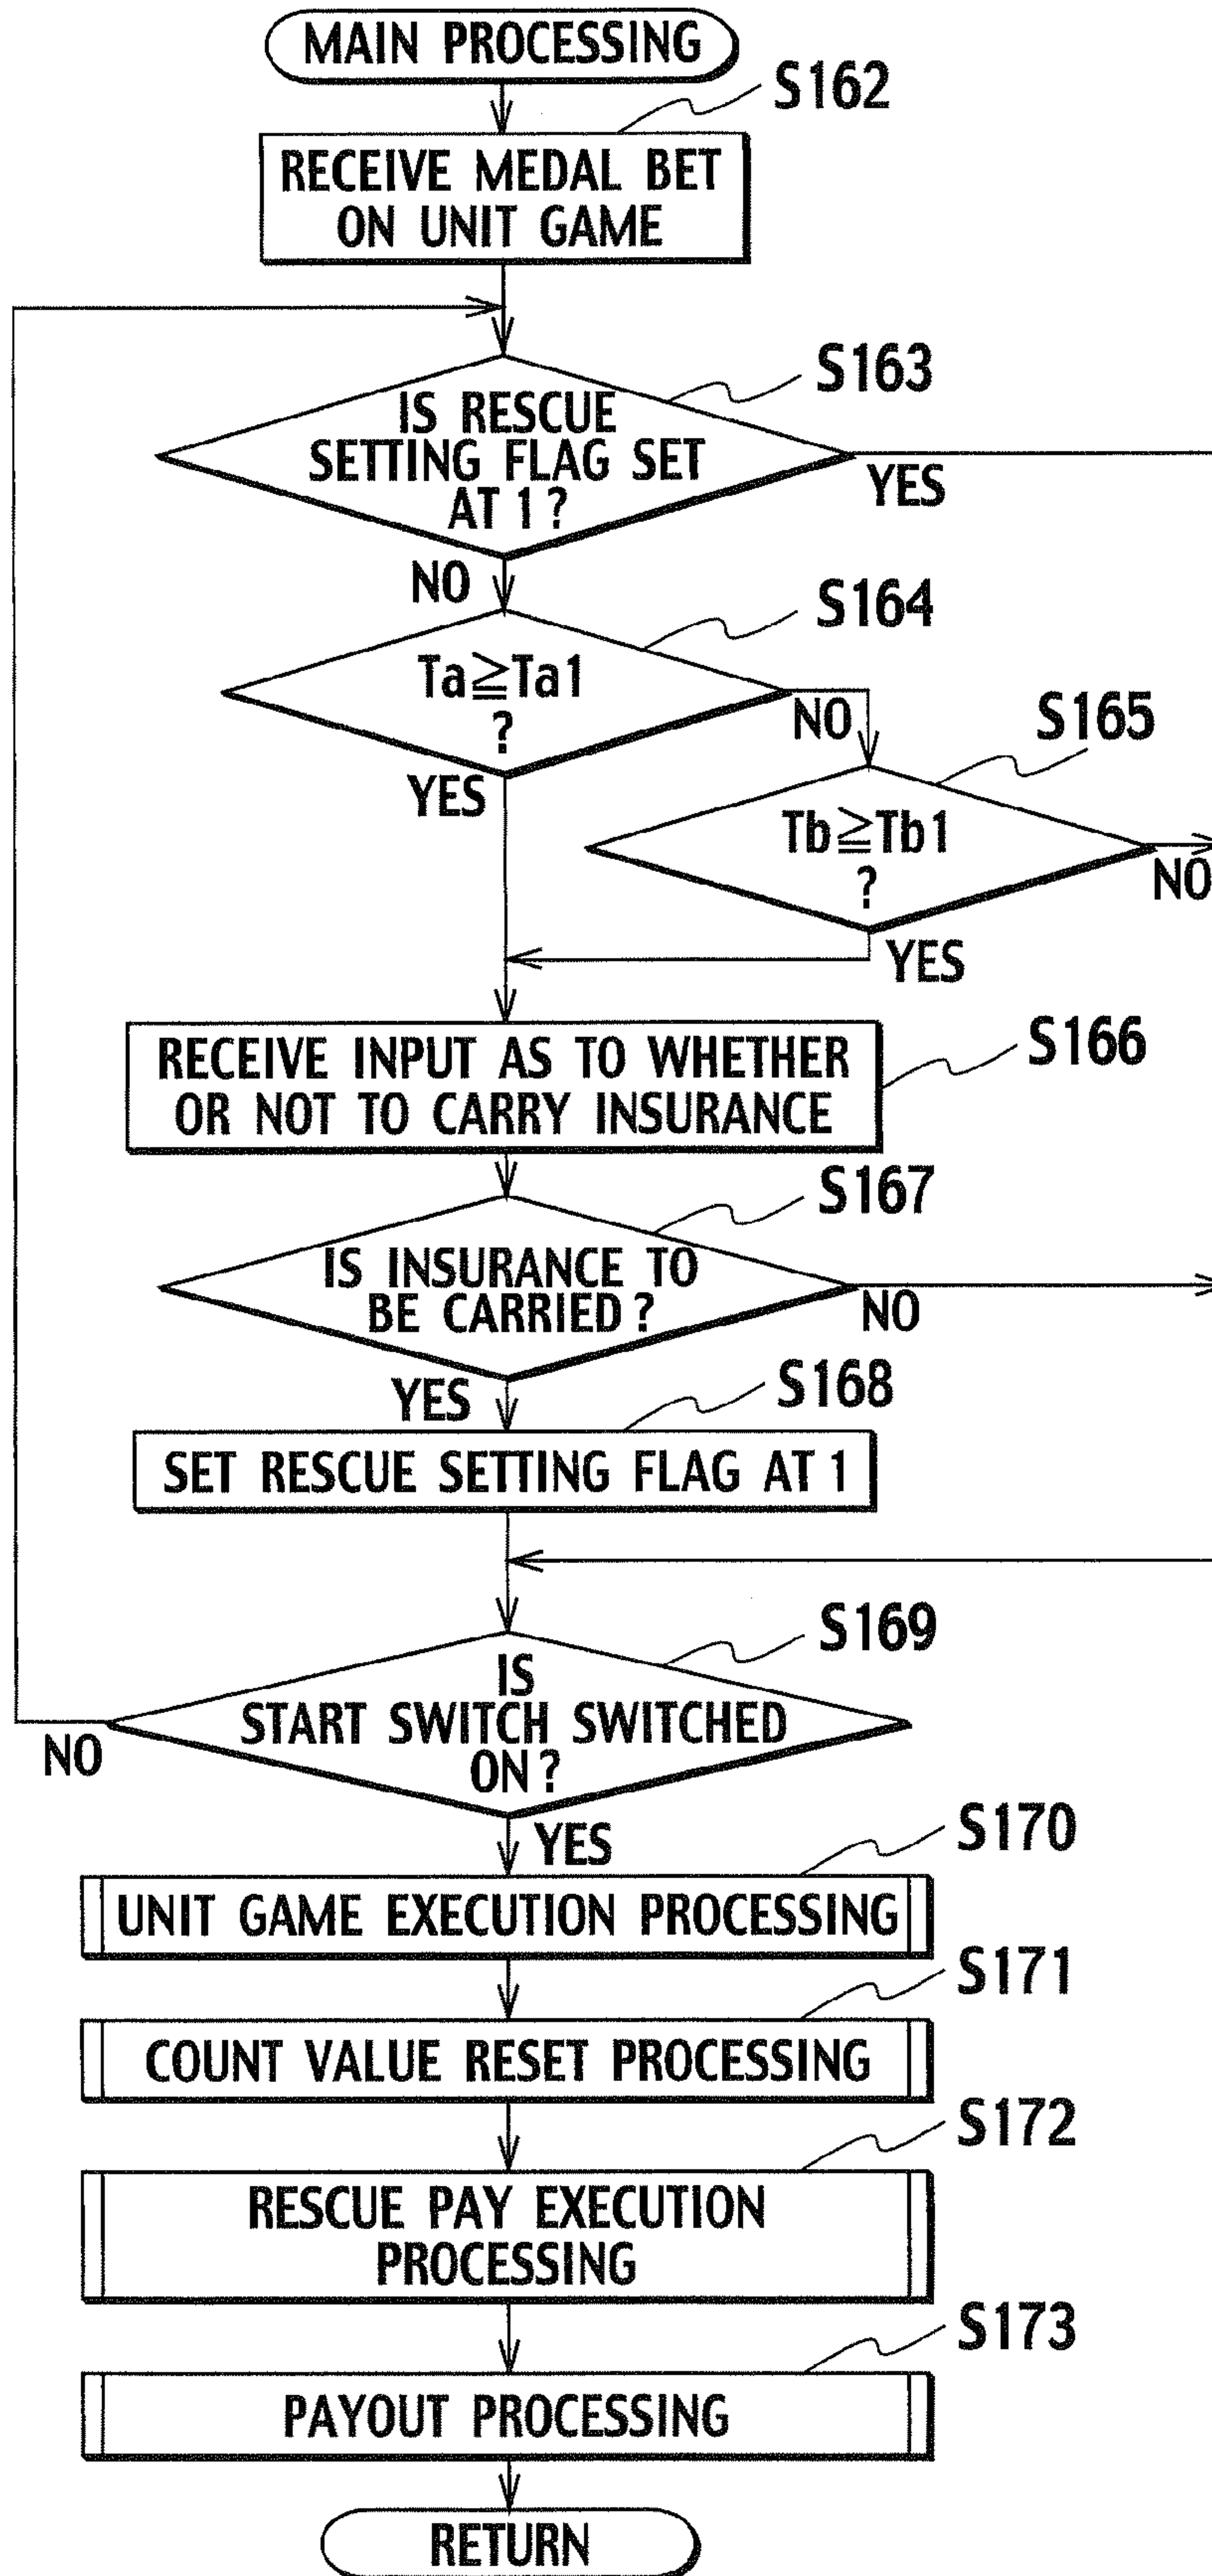 MAIN PROCESSING
S162
RECEIVE MEDAL BET
ON UNIT GAME
S163
IS RESCUE
SETTING FLAG SET
AT 1 ?
YES
NO
S164
Ta≧Ta1
?
NO
YES
S165
Tb≧Tb1
?
NO
YES
S166
RECEIVE INPUT AS TO WHETHER
OR NOT TO CARRY INSURANCE
S167
IS INSURANCE TO
BE CARRIED ?
NO
YES
S168
SET RESCUE SETTING FLAG AT 1
S169
IS
START SWITCH SWITCHED
ON ?
NO
YES
S170
UNIT GAME EXECUTION PROCESSING
S171
COUNT VALUE RESET PROCESSING
S172
RESCUE PAY EXECUTION
PROCESSING
S173
PAYOUT PROCESSING
RETURN